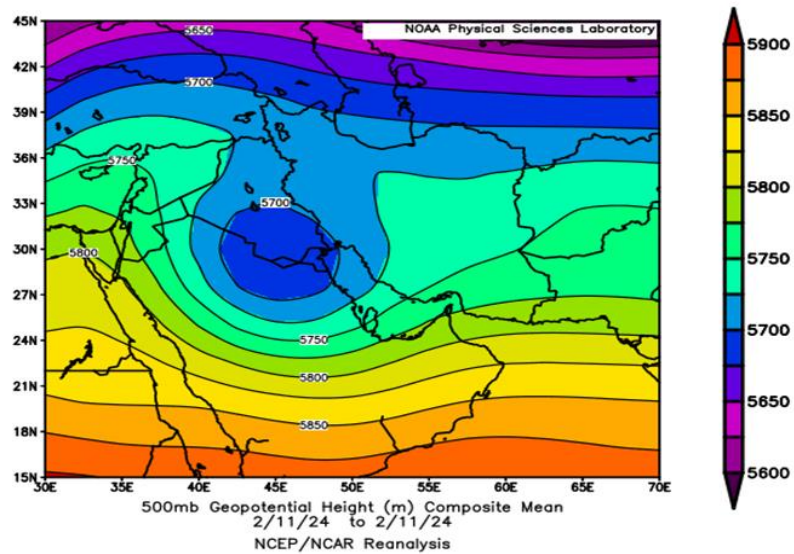 NOAA Physical Sciences Laboratory
45N
42N
39N
36N
33N
30N
27N
24N
21N
18N
15N
5650
5700
5750
5700
5800
5750
5800
5850
30E 35E 40E 45E 50E 55E 60E 65E 70E
5900
5850
5800
5750
5700
5650
5600
500mb Geopotential Height (m) Composite Mean
2/11/24 to 2/11/24
NCEP/NCAR Reanalysis